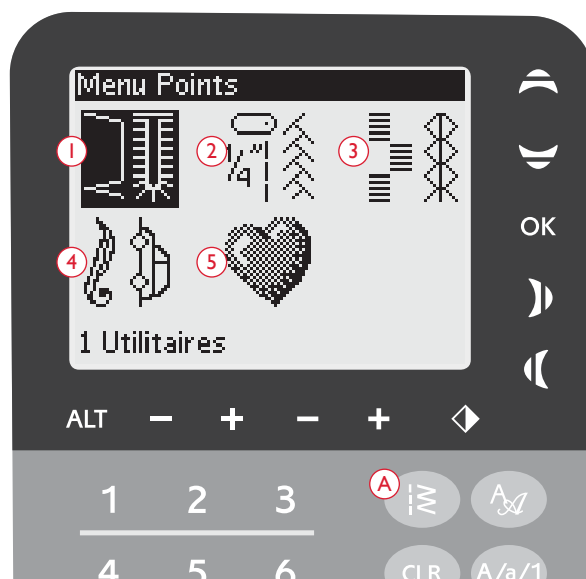 Menu Points
1 2 3
1/4"
4 5
1 Utilitaires
OK
ALT - + - +
A
1 2 3 AA
4 5 6 CLR A/a/1